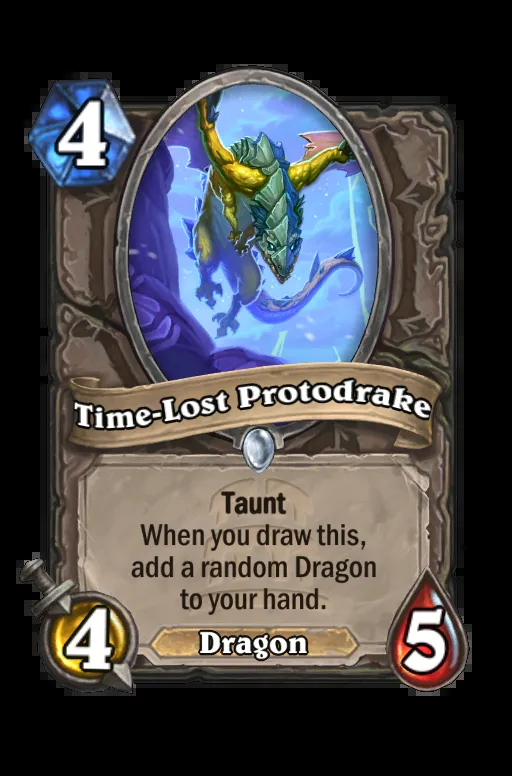 4
Time-Lost Protodrake
Taunt
When you draw this,
add a random Dragon
to your hand.
4
Dragon
5